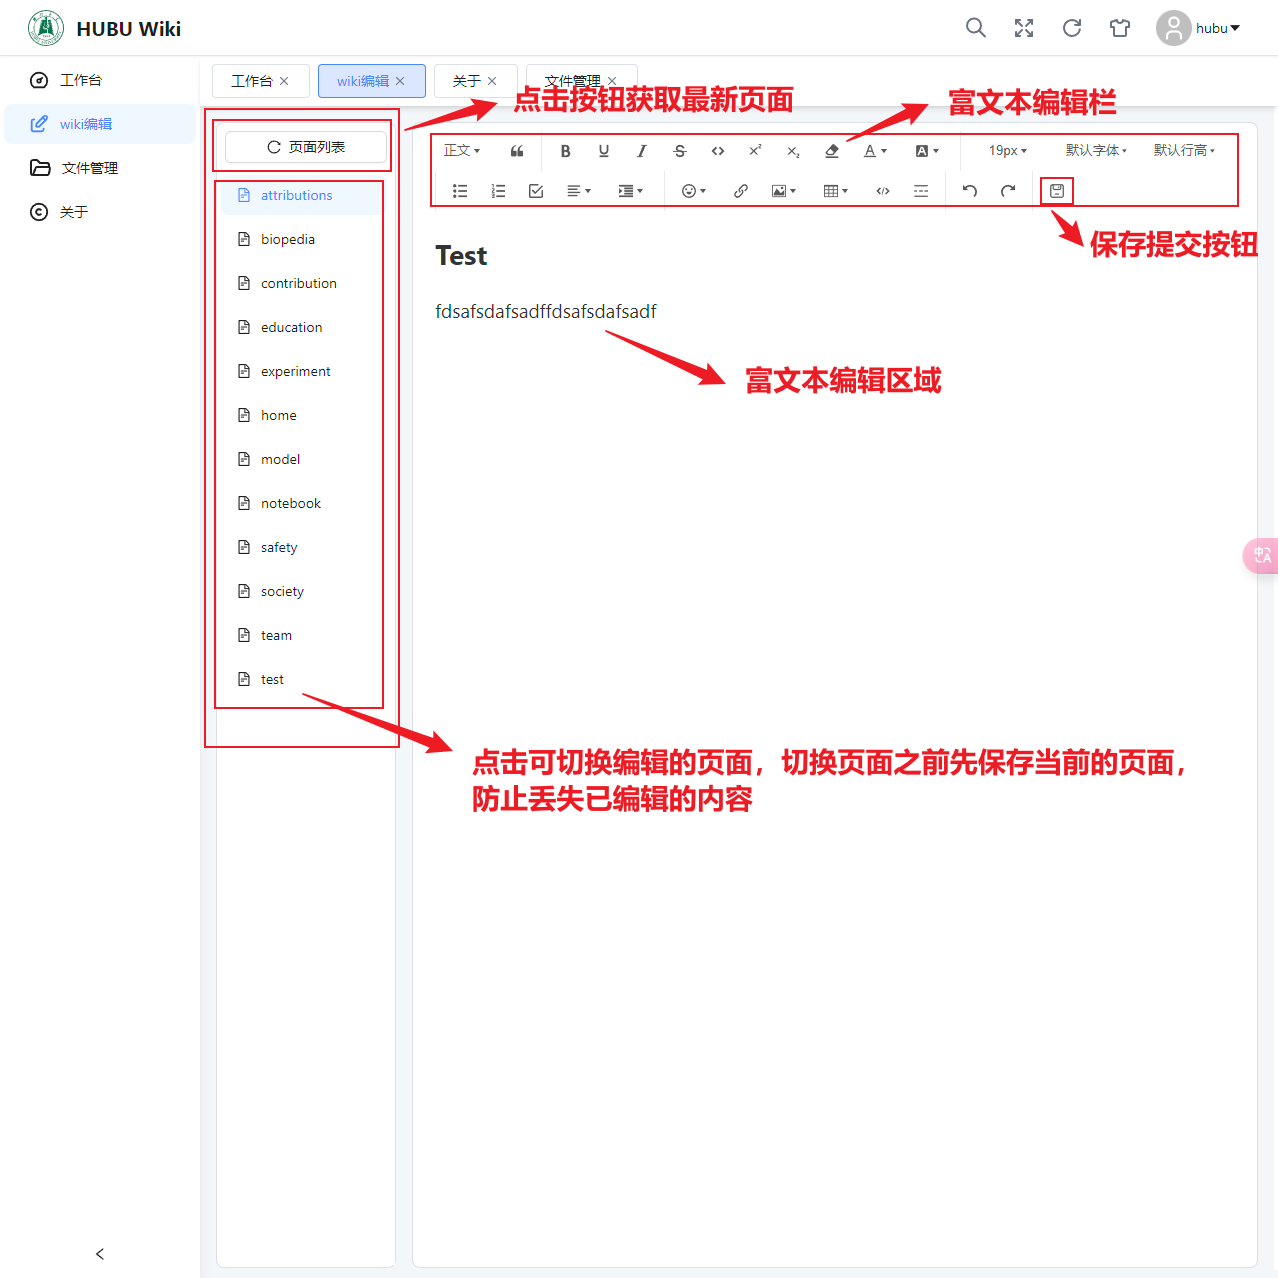 HUBU Wiki
hubu
工作台
wiki编辑
文件管理
关于
工作台
wiki编辑
关于
文件管理
点击按钮获取最新页面
富文本编辑栏
页面列表
attributions
biopedia
contribution
education
experiment
home
model
notebook
safety
society
team
test
正文
19px
默认字体
默认行高
保存提交按钮
Test
fdsafsdafsadffdsafsdafsadf
富文本编辑区域
点击可切换编辑的页面，切换页面之前先保存当前的页面，
防止丢失已编辑的内容